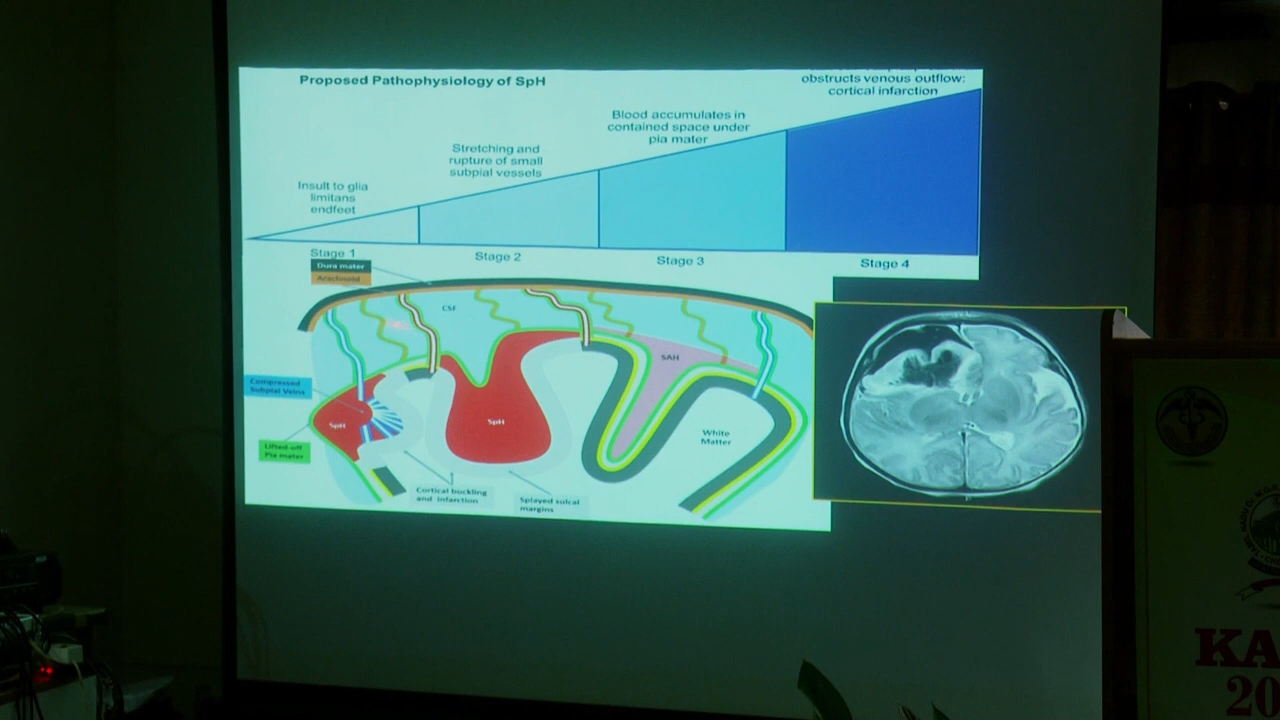 Proposed Pathophysiology of SpH
obstructs venous outflow:
cortical infarction
Blood accumulates in
contained space under
pia mater
Stretching and
rupture of small
subpial vessels
Insult to glia
limitans
endfeet
Stage 1
Stage 2
Stage 3
Stage 4
Dura mater
Arachnoid
CSF
SAH
Compressed
Subpial Veins
SpH
SpH
White
Matter
Lifted-off
Pia mater
Cortical buckling
and infarction
Splayed sulcal
margins
KA
20